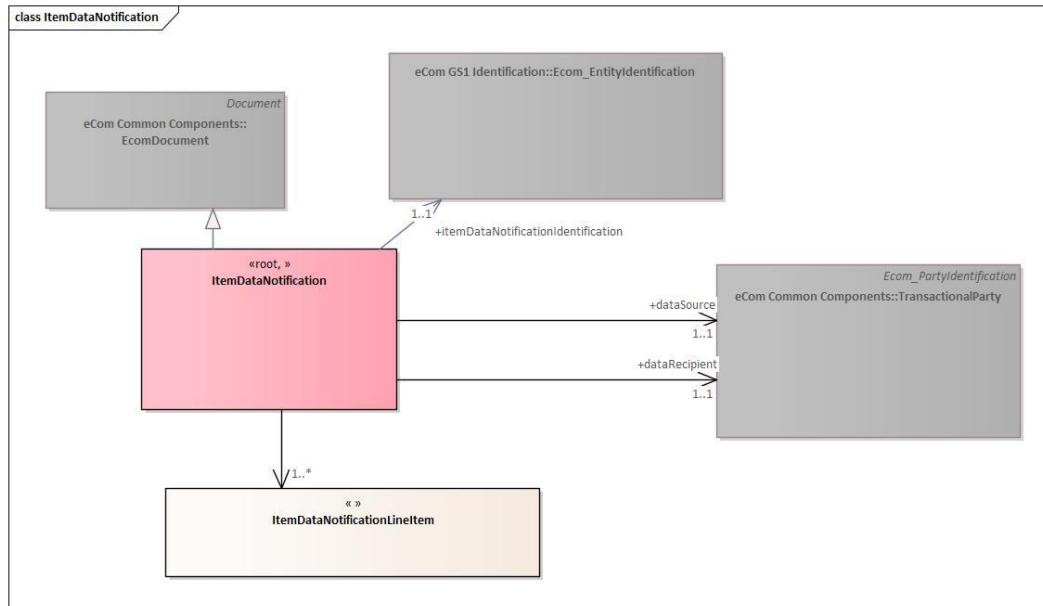 class ItemDataNotification
eCom GS1 Identification::Ecom_EntityIdentification
Document
eCom Common Components::
EcomDocument
1..1
+itemDataNotificationIdentification
«root, »
ItemDataNotification
Ecom_PartyIdentification
eCom Common Components::TransactionalParty
+dataSource
1..1
+dataRecipient
1..1
1..*
« »
ItemDataNotificationLineItem